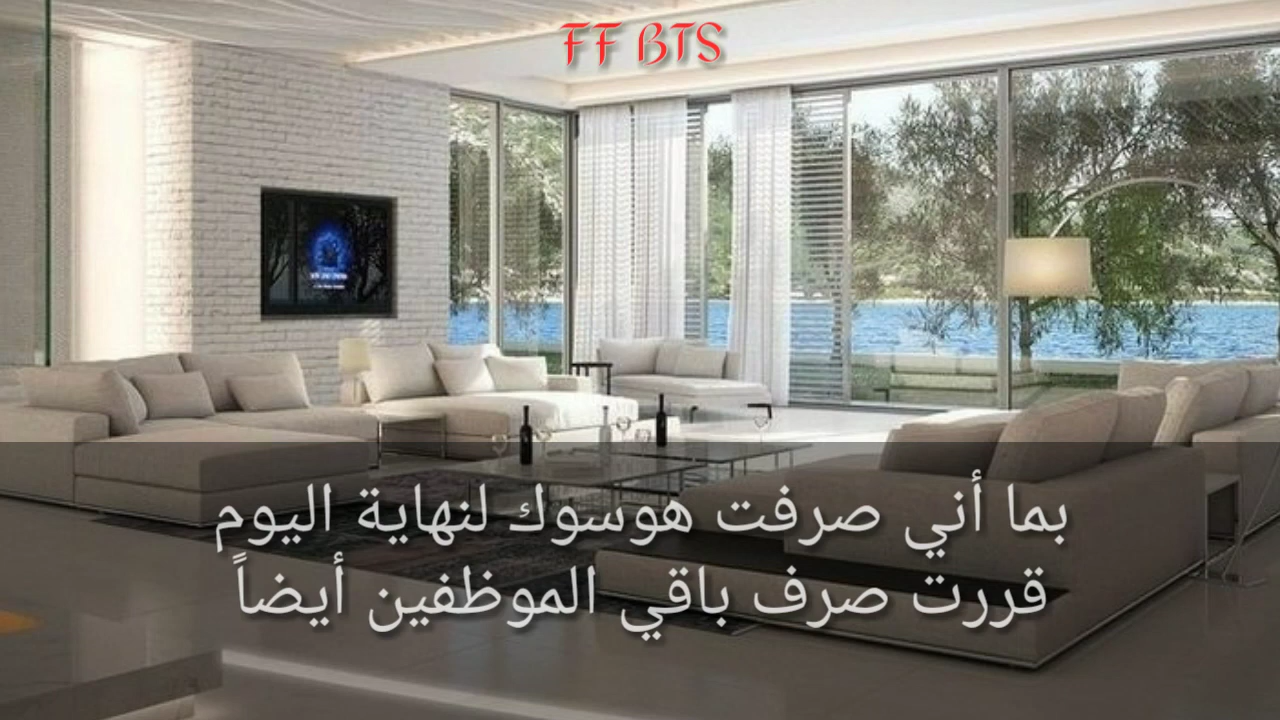 FF BTS
بما أني صرفت هوسوك لنهاية اليوم
قررت صرف باقي الموظفين أيضاً